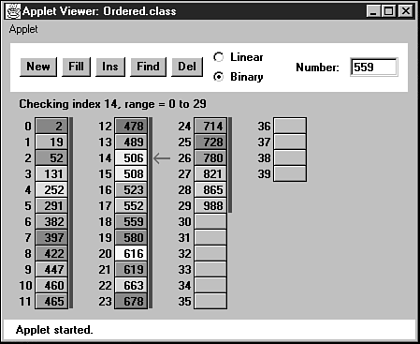 Applet Viewer: Ordered.class
Applet
New Fill Ins Find Del Linear Binary Number: 559
Checking index 14, range = 0 to 29
0 2 12 478 24 714 36
1 19 13 489 25 728 37
2 52 14 506 26 780 38
3 131 15 508 27 821 39
4 252 16 523 28 865
5 291 17 552 29 988
6 382 18 559 30
7 397 19 580 31
8 422 20 616 32
9 447 21 619 33
10 460 22 663 34
11 465 23 678 35
Applet started.